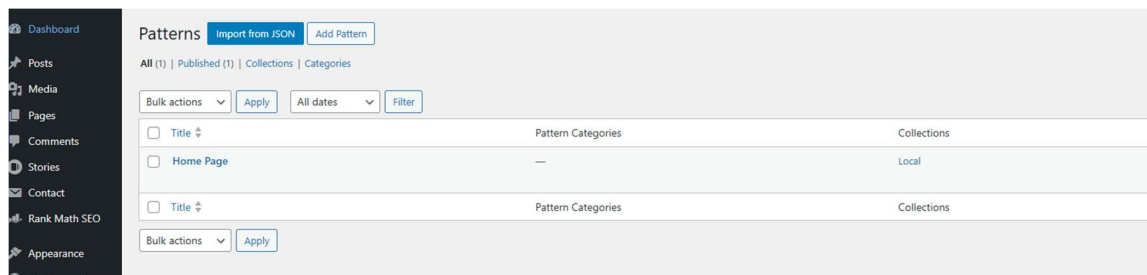 Dashboard
Posts
Media
Pages
Comments
Stories
Contact
Rank Math SEO
Appearance
Patterns Import from JSON Add Pattern
All (1) | Published (1) | Collections | Categories
Bulk actions Apply All dates Filter
Title Pattern Categories Collections
Home Page — Local
Title Pattern Categories Collections
Bulk actions Apply